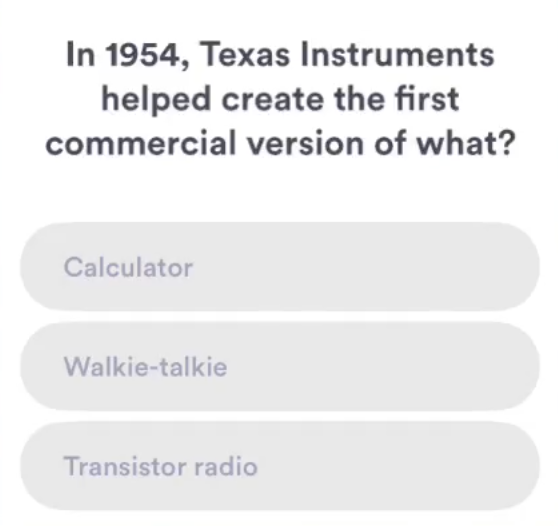 In 1954, Texas Instruments
helped create the first
commercial version of what?
Calculator
Walkie-talkie
Transistor radio